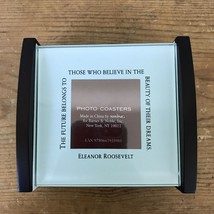 THE FUTURE BELONGS TO
THOSE WHO BELIEVE IN THE
BEAUTY OF THEIR DREAMS
ELEANOR ROOSEVELT
PHOTO COASTERS
Made in China
New York, NY